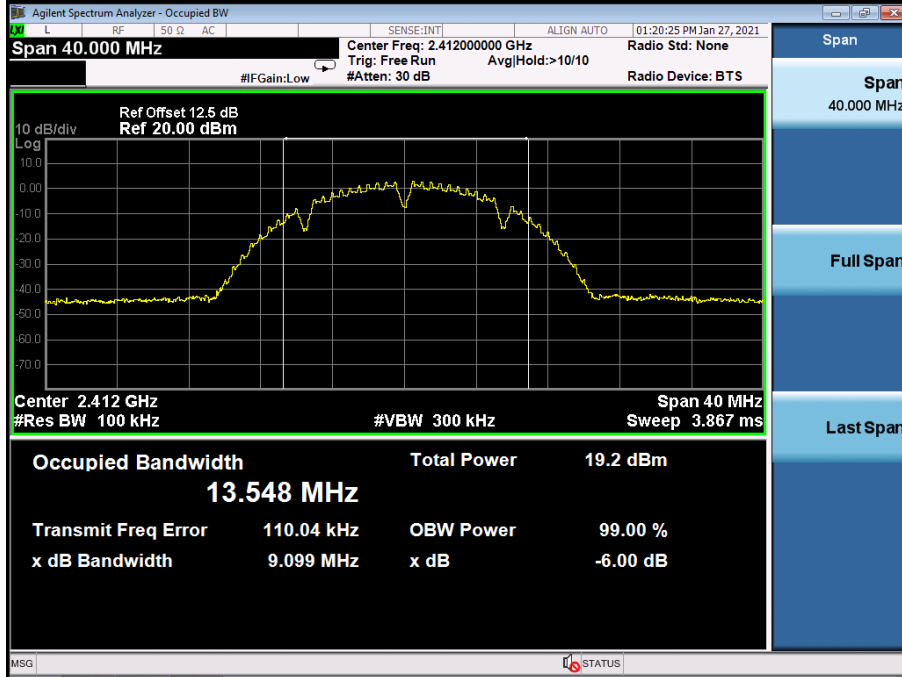 Agilent Spectrum Analyzer - Occupied BW
LXI L RF 50 Ω AC SENSE:INT ALIGN AUTO 01:20:25 PM Jan 27, 2021
Span 40.000 MHz
Center Freq: 2.412000000 GHz
Radio Std: None
Trig: Free Run Avg|Hold:>10/10
#IFGain:Low #Atten: 30 dB
Radio Device: BTS
Span
Span
40.000 MHz
Full Span
Last Span
Ref Offset 12.5 dB
10 dB/div Ref 20.00 dBm
Log
10.0
0.00
-10.0
-20.0
-30.0
-40.0
-50.0
-60.0
-70.0
Center 2.412 GHz Span 40 MHz
#Res BW 100 kHz #VBW 300 kHz Sweep 3.867 ms
Occupied Bandwidth Total Power 19.2 dBm
13.548 MHz
Transmit Freq Error 110.04 kHz OBW Power 99.00 %
x dB Bandwidth 9.099 MHz x dB -6.00 dB
MSG STATUS